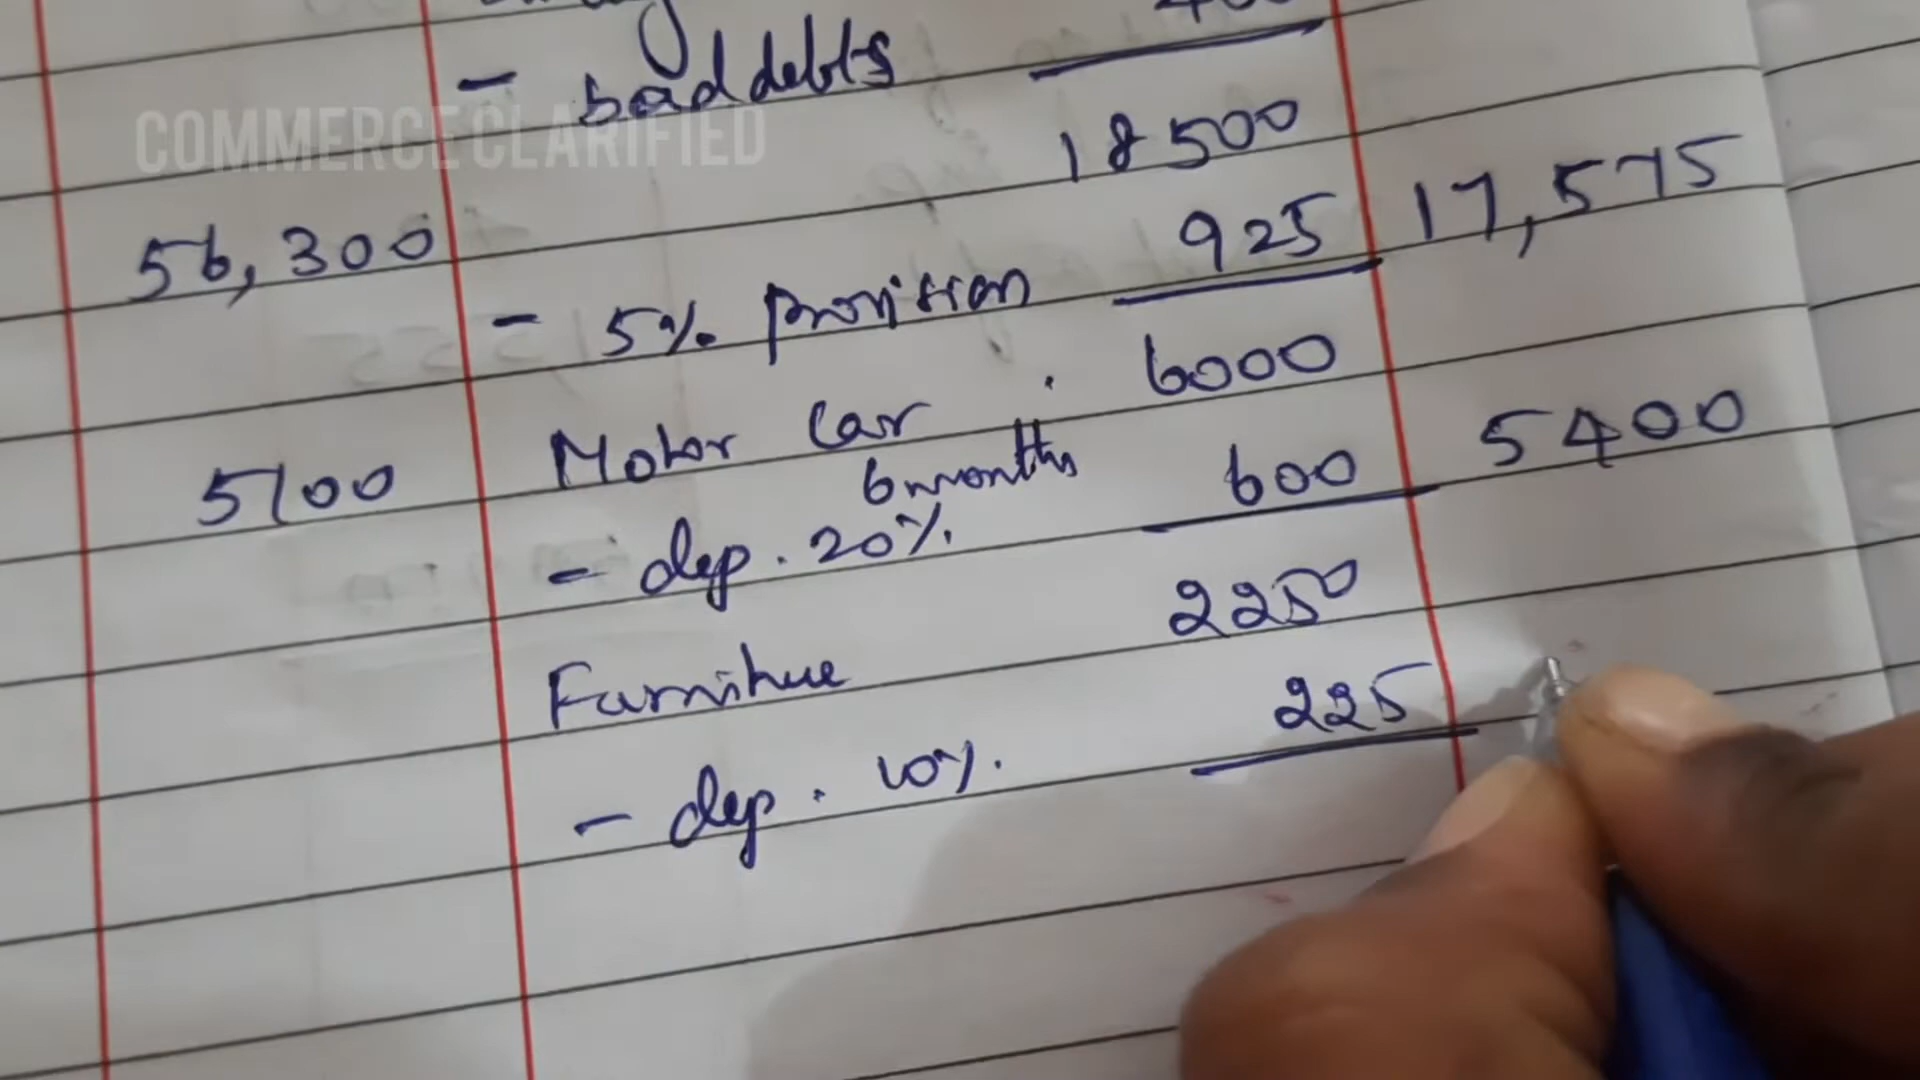 - bad debts
COMMERCE CLARIFIED
18500
56,300 - 5% provision 925 17,575
Motor car 6000
6 months
5100 - dep. 20% 600 5400
Furniture 2250
- dep. 10% 225